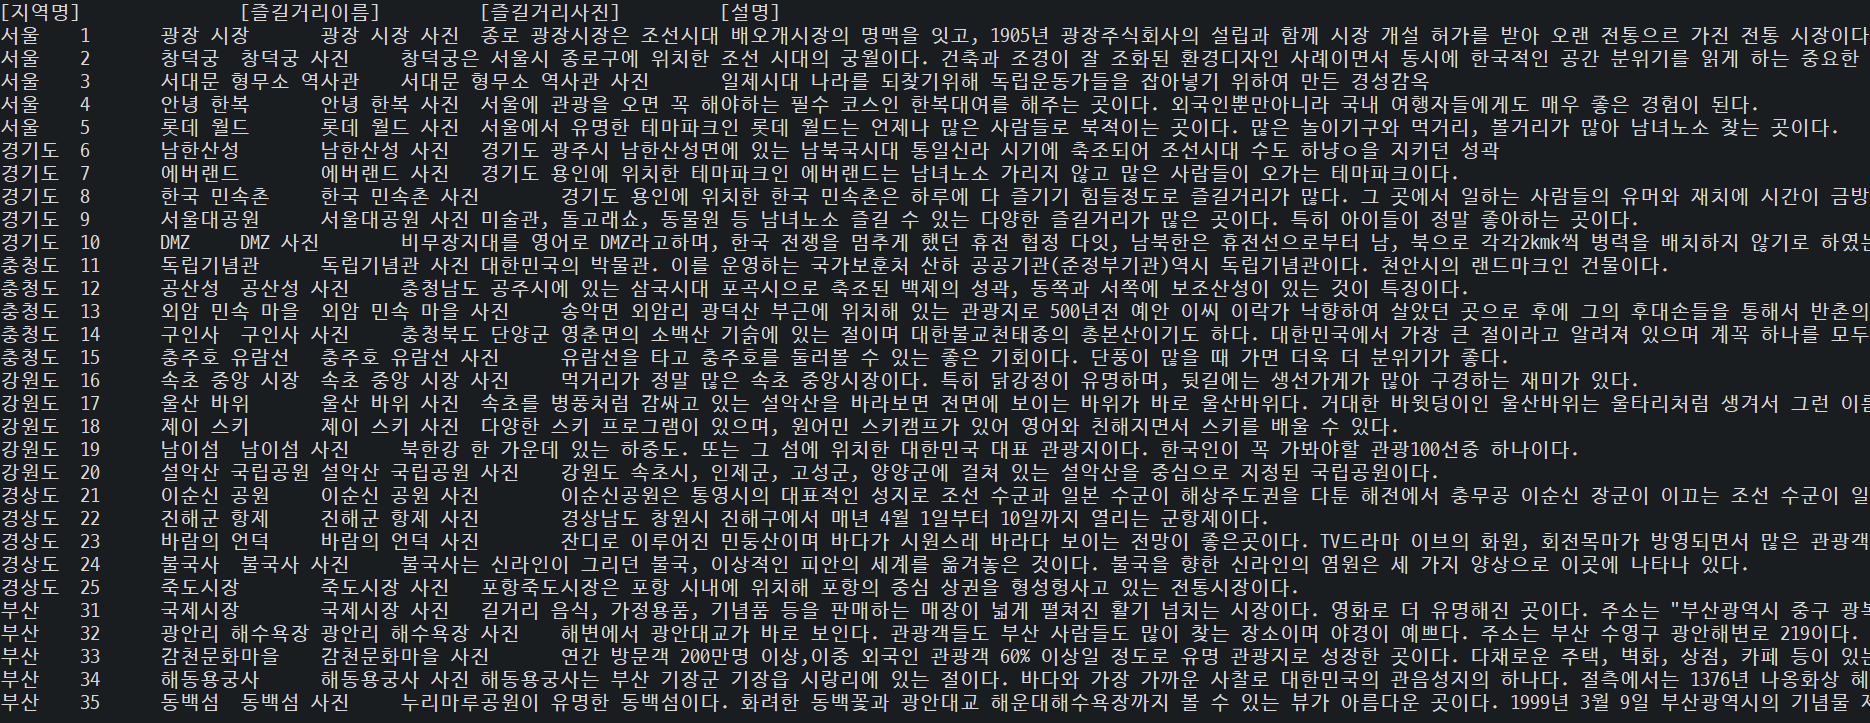 [지역명] [즐길거리이름] [즐길거리사진] [설명]
서울 1 광장 시장 광장 시장 사진 종로 광장시장은 조선시대 배오개시장의 명맥을 잇고, 1905년 광장주식회사의 설립과 함께 시장 개설 허가를 받아 오랜 전통으르 가진 전통 시장이다
서울 2 창덕궁 창덕궁 사진 창덕궁은 서울시 종로구에 위치한 조선 시대의 궁궐이다. 건축과 조경이 잘 조화된 환경디자인 사례이면서 동시에 한국적인 공간 분위기를 읽게 하는 중요한
서울 3 서대문 형무소 역사관 서대문 형무소 역사관 사진 일제시대 나라를 되찾기위해 독립운동가들을 잡아넣기 위하여 만든 경성감옥
서울 4 안녕 한복 안녕 한복 사진 서울에 관광을 오면 꼭 해야하는 필수 코스인 한복대여를 해주는 곳이다. 외국인뿐만아니라 국내 여행자들에게도 매우 좋은 경험이 된다.
서울 5 롯데 월드 롯데 월드 사진 서울에서 유명한 테마파크인 롯데 월드는 언제나 많은 사람들로 북적이는 곳이다. 많은 놀이기구와 먹거리, 볼거리가 많아 남녀노소 찾는 곳이다.
경기도 6 남한산성 남한산성 사진 경기도 광주시 남한산성면에 있는 남북국시대 통일신라 시기에 축조되어 조선시대 수도 하냥ㅇ을 지키던 성곽
경기도 7 에버랜드 에버랜드 사진 경기도 용인에 위치한 테마파크인 에버랜드는 남녀노소 가리지 않고 많은 사람들이 오가는 테마파크이다.
경기도 8 한국 민속촌 한국 민속촌 사진 경기도 용인에 위치한 한국 민속촌은 하루에 다 즐기기 힘들정도로 즐길거리가 많다. 그 곳에서 일하는 사람들의 유머와 재치에 시간이 금방
경기도 9 서울대공원 서울대공원 사진 미술관, 돌고래쇼, 동물원 등 남녀노소 즐길 수 있는 다양한 즐길거리가 많은 곳이다. 특히 아이들이 정말 좋아하는 곳이다.
경기도 10 DMZ DMZ 사진 비무장지대를 영어로 DMZ라고하며, 한국 전쟁을 멈추게 했던 휴전 협정 다잇, 남북한은 휴전선으로부터 남, 북으로 각각2kmk씩 병력을 배치하지 않기로 하였는
충청도 11 독립기념관 독립기념관 사진 대한민국의 박물관. 이를 운영하는 국가보훈처 산하 공공기관(준정부기관)역시 독립기념관이다. 천안시의 랜드마크인 건물이다.
충청도 12 공산성 공산성 사진 충청남도 공주시에 있는 삼국시대 포곡시으로 축조된 백제의 성곽, 동쪽과 서쪽에 보조산성이 있는 것이 특징이다.
충청도 13 외암 민속 마을 외암 민속 마을 사진 송악면 외암리 광덕산 부근에 위치해 있는 관광지로 500년전 예안 이씨 이락가 낙향하여 살았던 곳으로 후에 그의 후대손들을 통해서 반촌의
충청도 14 구인사 구인사 사진 충청북도 단양군 영춘면의 소백산 기슭에 있는 절이며 대한불교천태종의 총본산이기도 하다. 대한민국에서 가장 큰 절이라고 알려져 있으며 계곡 하나를 모두
충청도 15 충주호 유람선 충주호 유람선 사진 유람선을 타고 충주호를 둘러볼 수 있는 좋은 기회이다. 단풍이 많을 때 가면 더욱 더 분위기가 좋다.
강원도 16 속초 중앙 시장 속초 중앙 시장 사진 먹거리가 정말 많은 속초 중앙시장이다. 특히 닭강정이 유명하며, 뒷길에는 생선가게가 많아 구경하는 재미가 있다.
강원도 17 울산 바위 울산 바위 사진 속초를 병풍처럼 감싸고 있는 설악산을 바라보면 전면에 보이는 바위가 바로 울산바위다. 거대한 바윗덩이인 울산바위는 울타리처럼 생겨서 그런 이름
강원도 18 제이 스키 제이 스키 사진 다양한 스키 프로그램이 있으며, 원어민 스키캠프가 있어 영어와 친해지면서 스키를 배울 수 있다.
강원도 19 남이섬 남이섬 사진 북한강 한 가운데 있는 하중도. 또는 그 섬에 위치한 대한민국 대표 관광지이다. 한국인이 꼭 가봐야할 관광100선중 하나이다.
강원도 20 설악산 국립공원 설악산 국립공원 사진 강원도 속초시, 인제군, 고성군, 양양군에 걸쳐 있는 설악산을 중심으로 지정된 국립공원이다.
경상도 21 이순신 공원 이순신 공원 사진 이순신공원은 통영시의 대표적인 성지로 조선 수군과 일본 수군이 해상주도권을 다툰 해전에서 충무공 이순신 장군이 이끄는 조선 수군이 일
경상도 22 진해군 항제 진해군 항제 사진 경상남도 창원시 진해구에서 매년 4월 1일부터 10일까지 열리는 군항제이다.
경상도 23 바람의 언덕 바람의 언덕 사진 잔디로 이루어진 민둥산이며 바다가 시원스레 바라다 보이는 전망이 좋은곳이다. TV드라마 이브의 화원, 회전목마가 방영되면서 많은 관광객
경상도 24 불국사 불국사 사진 불국사는 신라인이 그리던 불국, 이상적인 피안의 세계를 옮겨놓은 것이다. 불국을 향한 신라인의 염원은 세 가지 양상으로 이곳에 나타나 있다.
경상도 25 죽도시장 죽도시장 사진 포항죽도시장은 포항 시내에 위치해 포항의 중심 상권을 형성헝사고 있는 전통시장이다.
부산 31 국제시장 국제시장 사진 길거리 음식, 가정용품, 기념품 등을 판매하는 매장이 넓게 펼쳐진 활기 넘치는 시장이다. 영화로 더 유명해진 곳이다. 주소는 "부산광역시 중구 광복
부산 32 광안리 해수욕장 광안리 해수욕장 사진 해변에서 광안대교가 바로 보인다. 관광객들도 부산 사람들도 많이 찾는 장소이며 야경이 예쁘다. 주소는 부산 수영구 광안해변로 219이다.
부산 33 감천문화마을 감천문화마을 사진 연간 방문객 200만명 이상,이중 외국인 관광객 60% 이상일 정도로 유명 관광지로 성장한 곳이다. 다채로운 주택, 벽화, 상점, 카페 등이 있는
부산 34 해동용궁사 해동용궁사 사진 해동용궁사는 부산 기장군 기장읍 시랑리에 있는 절이다. 바다와 가장 가까운 사찰로 대한민국의 관음성지의 하나다. 절측에서는 1376년 나옹화상 혜
부산 35 동백섬 동백섬 사진 누리마루공원이 유명한 동백섬이다. 화려한 동백꽃과 광안대교 해운대해수욕장까지 볼 수 있는 뷰가 아름다운 곳이다. 1999년 3월 9일 부산광역시의 기념물